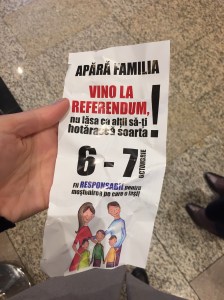 APĂRĂ FAMILIA
VINO LA
REFERENDUM,
nu lăsa ca alții să-ți
hotărască soarta
!
6 - 7
OCTOMBRIE
FII RESPONSABIL pentru
moștenirea pe care o lași